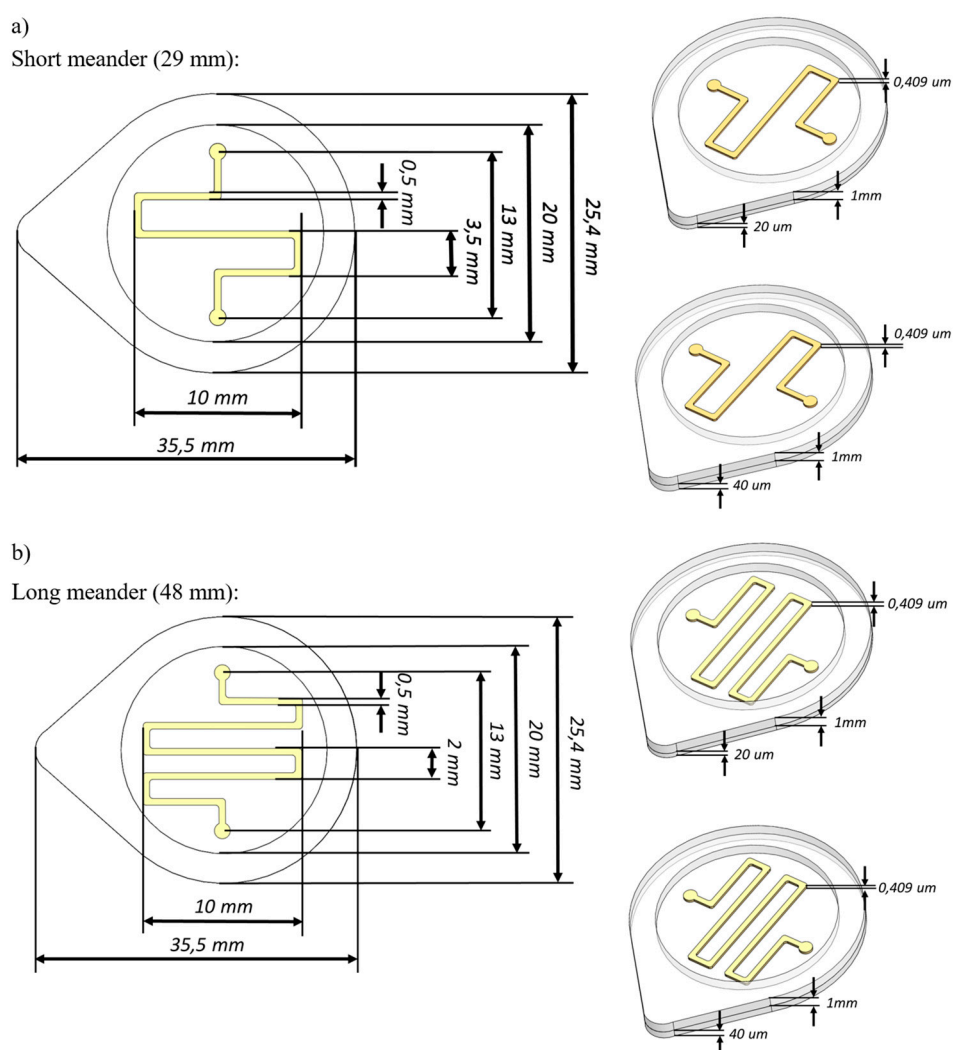 a)
Short meander (29 mm):
0,5 mm
3,5 mm
13 mm
20 mm
25,4 mm
10 mm
35,5 mm
0,409 um
1mm
20 um
0,409 um
1mm
40 um
b)
Long meander (48 mm):
0,5 mm
2 mm
13 mm
20 mm
25,4 mm
10 mm
35,5 mm
0,409 um
1mm
20 um
0,409 um
1mm
40 um